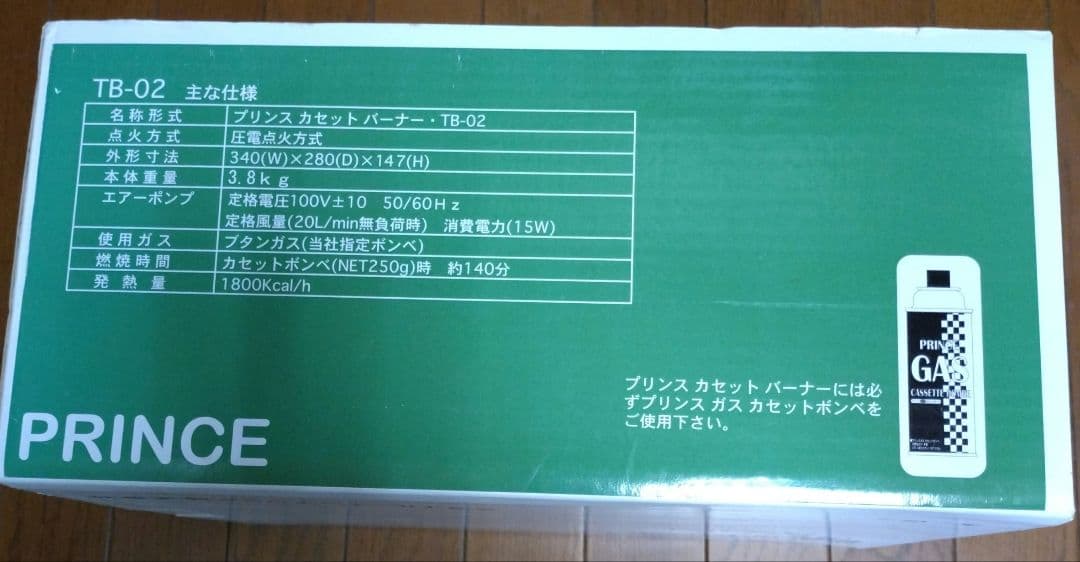 TB-02 主な仕様
名称形式 プリンス カセット バーナー・TB-02
点火方式 圧電点火方式
外形寸法 340(W)×280(D)×147(H)
本体重量 3.8kg
エアーポンプ 定格電圧100V±10 50/60Hz
定格風量(20L/min無負荷時) 消費電力(15W)
使用ガス ブタンガス(当社指定ボンベ)
燃焼時間 カセットボンベ(NET250g)時 約140分
発熱量 1800Kcal/h
プリンス カセット バーナーには必
ずプリンス ガス カセットボンベを
ご使用下さい。
PRINCE
GAS
CASSETTE
PRINCE